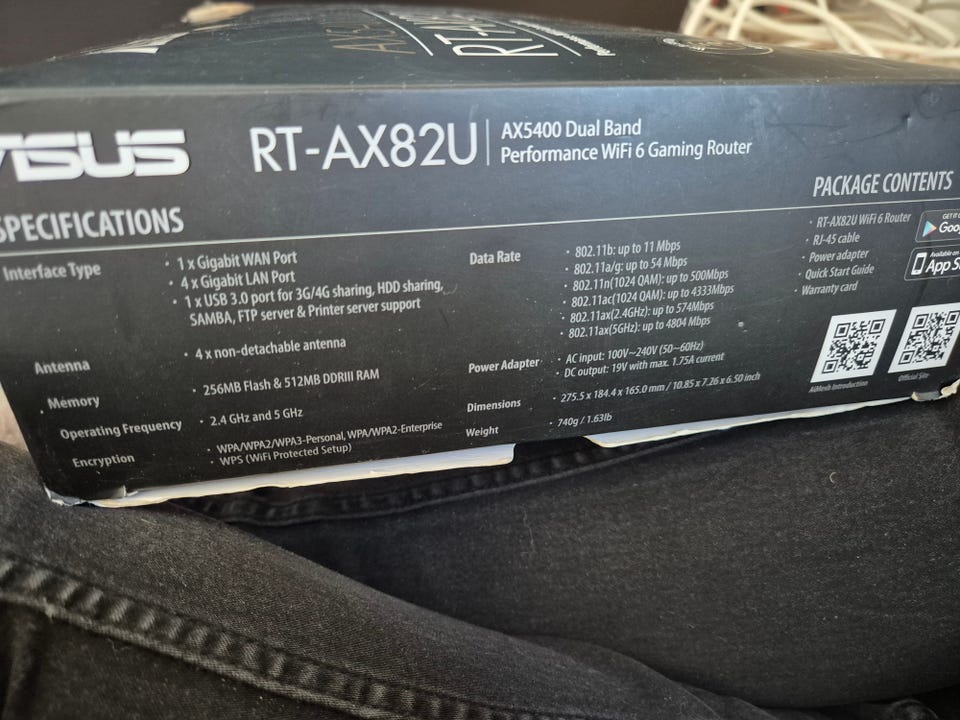 ASUS
RT-AX82U
AX5400 Dual Band
Performance WiFi 6 Gaming Router
SPECIFICATIONS
Interface Type
· 1 x Gigabit WAN Port
· 4 x Gigabit LAN Port
· 1 x USB 3.0 port for 3G/4G sharing, HDD sharing,
SAMBA, FTP server & Printer server support
Antenna
· 4 x non-detachable antenna
Memory
· 256MB Flash & 512MB DDRIII RAM
Operating Frequency
· 2.4 GHz and 5 GHz
Encryption
· WPA/WPA2/WPA3-Personal, WPA/WPA2-Enterprise
· WPS (WiFi Protected Setup)
Data Rate
· 802.11b: up to 11 Mbps
· 802.11a/g: up to 54 Mbps
· 802.11n(1024 QAM): up to 500Mbps
· 802.11ac(1024 QAM): up to 4333Mbps
· 802.11ax(2.4GHz): up to 574Mbps
· 802.11ax(5GHz): up to 4804 Mbps
Power Adapter
· AC input: 100V~240V (50~60Hz)
· DC output: 19V with max. 1.75A current
Dimensions
· 275.5 x 184.4 x 165.0 mm / 10.85 x 7.26 x 6.50 inch
Weight
· 740g / 1.63lb
PACKAGE CONTENTS
· RT-AX82U WiFi 6 Router
· RJ-45 cable
· Power adapter
· Quick Start Guide
· Warranty card
GET IT O
Goo
Available on
App S
AiMesh Introduction
Official Site